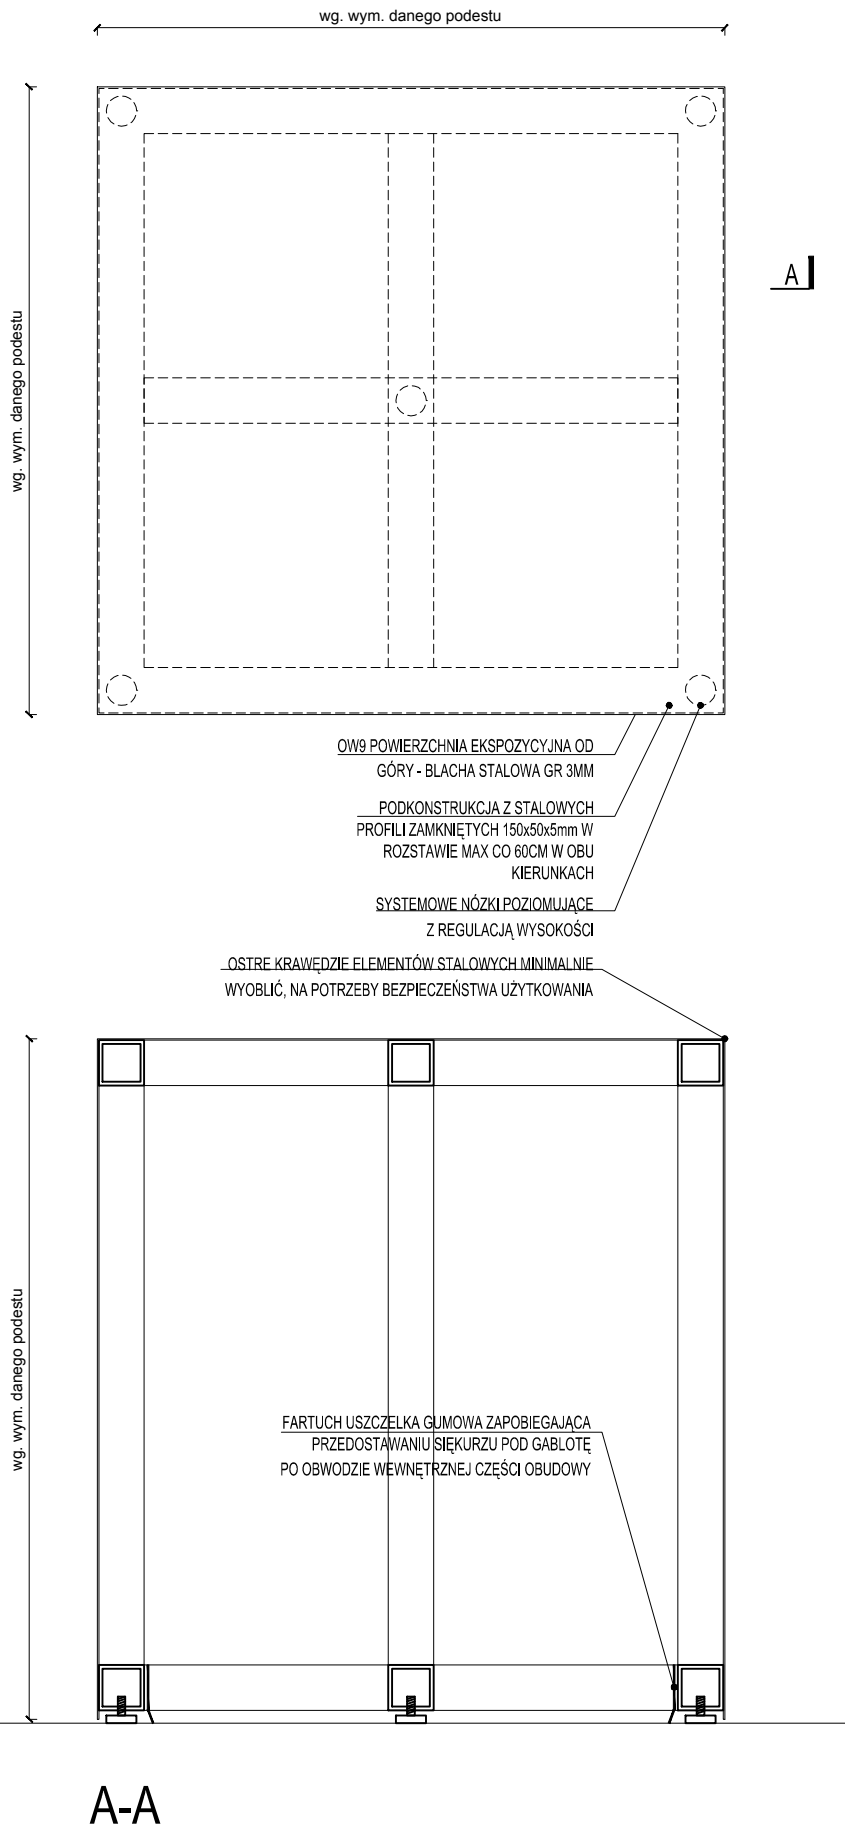 wg. wym. danego podestu
wg. wym. danego podestu
A
OW9 POWIERZCHNIA EKSPOZYCYJNA OD
GÓRY - BLACHA STALOWA GR 3MM
PODKONSTRUKCJA Z STALOWYCH
PROFILI ZAMKNIĘTYCH 150x50x5mm W
ROZSTAWIE MAX CO 60CM W OBU
KIERUNKACH
SYSTEMOWE NÓZKI POZIOMUJĄCE
Z REGULACJĄ WYSOKOŚCI
OSTRE KRAWĘDZIE ELEMENTÓW STALOWYCH MINIMALNIE
WYOBLIĆ, NA POTRZEBY BEZPIECZEŃSTWA UŻYTKOWANIA
wg. wym. danego podestu
FARTUCH USZCZELKA GUMOWA ZAPOBIEGAJĄCA
PRZEDOSTAWANIU SIĘKURZU POD GABLOTĘ
PO OBWODZIE WEWNĘTRZNEJ CZĘŚCI OBUDOWY
A-A